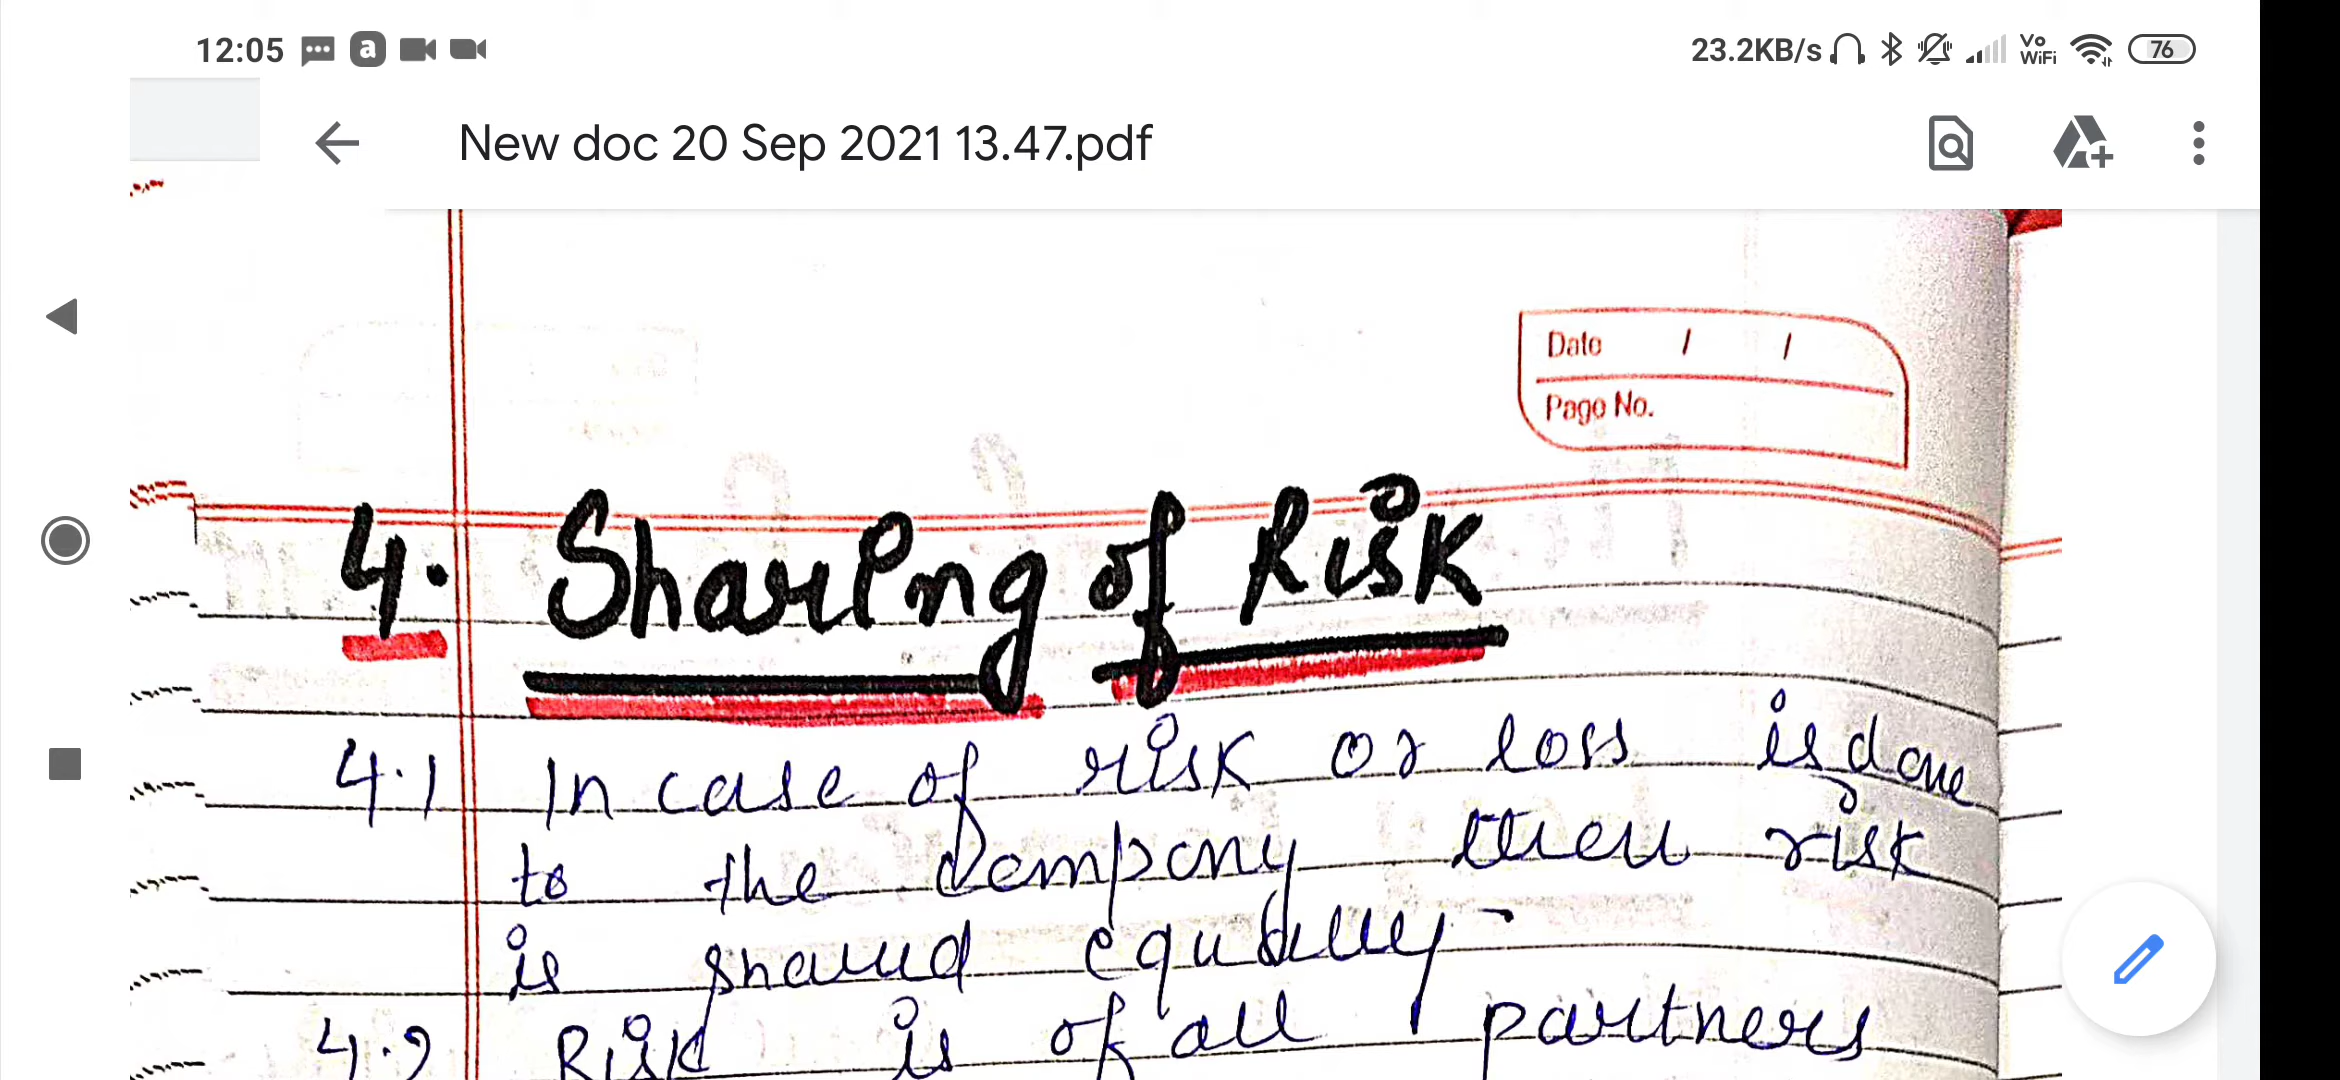 12:05
23.2KB/s Vo WiFi 76
New doc 20 Sep 2021 13.47.pdf
Date / /
Page No.
4. Sharing of Risk
4.1 In case of risk or loss is done
to the Company then risk
is shared equally-
4.2 Risk is of all partners